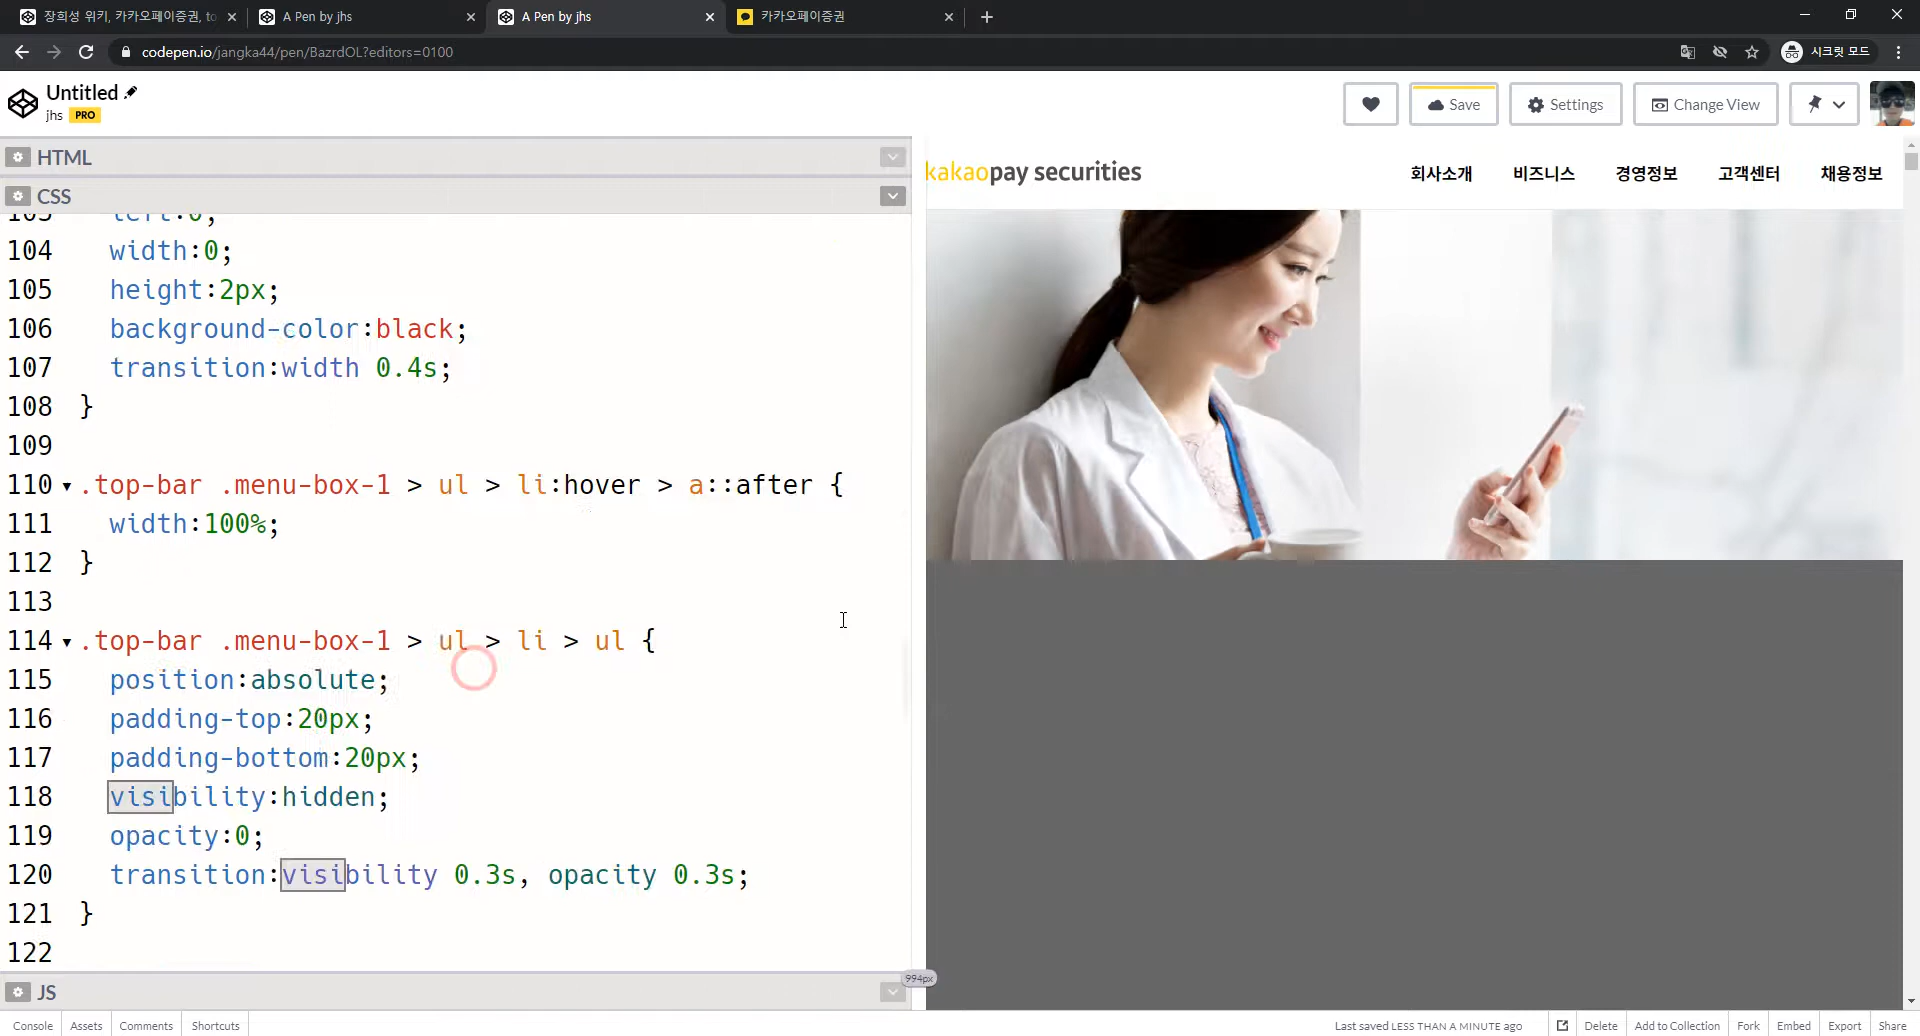 장희성 위키, 카카오페이증권, to
A Pen by jhs
A Pen by jhs
카카오페이증권
codepen.io/jangka44/pen/BazrdOL?editors=0100
시크릿 모드
Untitled
jhs PRO
Save
Settings
Change View
HTML
CSS
103 left:0;
104 width:0;
105 height:2px;
106 background-color:black;
107 transition:width 0.4s;
108 }
109
110 .top-bar .menu-box-1 > ul > li:hover > a::after {
111 width:100%;
112 }
113
114 .top-bar .menu-box-1 > ul > li > ul {
115 position:absolute;
116 padding-top:20px;
117 padding-bottom:20px;
118 visibility:hidden;
119 opacity:0;
120 transition:visibility 0.3s, opacity 0.3s;
121 }
122
JS
994px
kakaopay securities
회사소개 비즈니스 경영정보 고객센터 채용정보
Console Assets Comments Shortcuts
Last saved LESS THAN A MINUTE ago
Delete Add to Collection Fork Embed Export Share